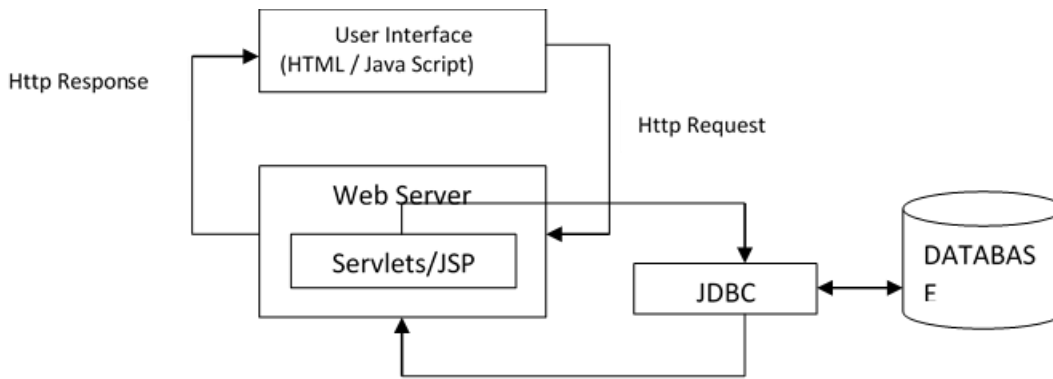 User Interface
(HTML / Java Script)
Http Response
Http Request
Web Server
Servlets/JSP
JDBC
DATABAS
E